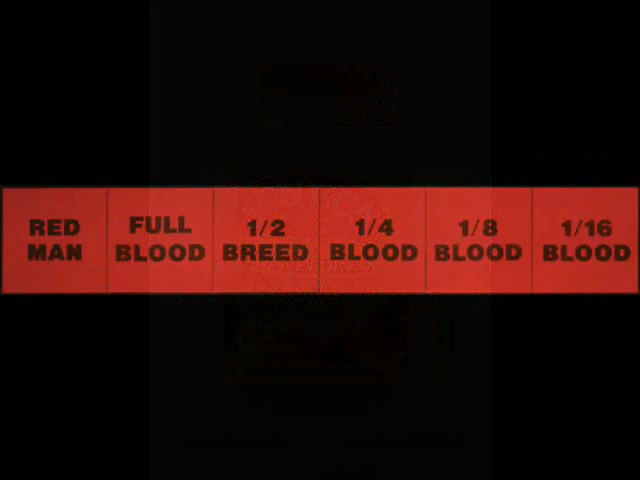 RED
MAN
FULL
BLOOD
1/2
BREED
1/4
BLOOD
1/8
BLOOD
1/16
BLOOD